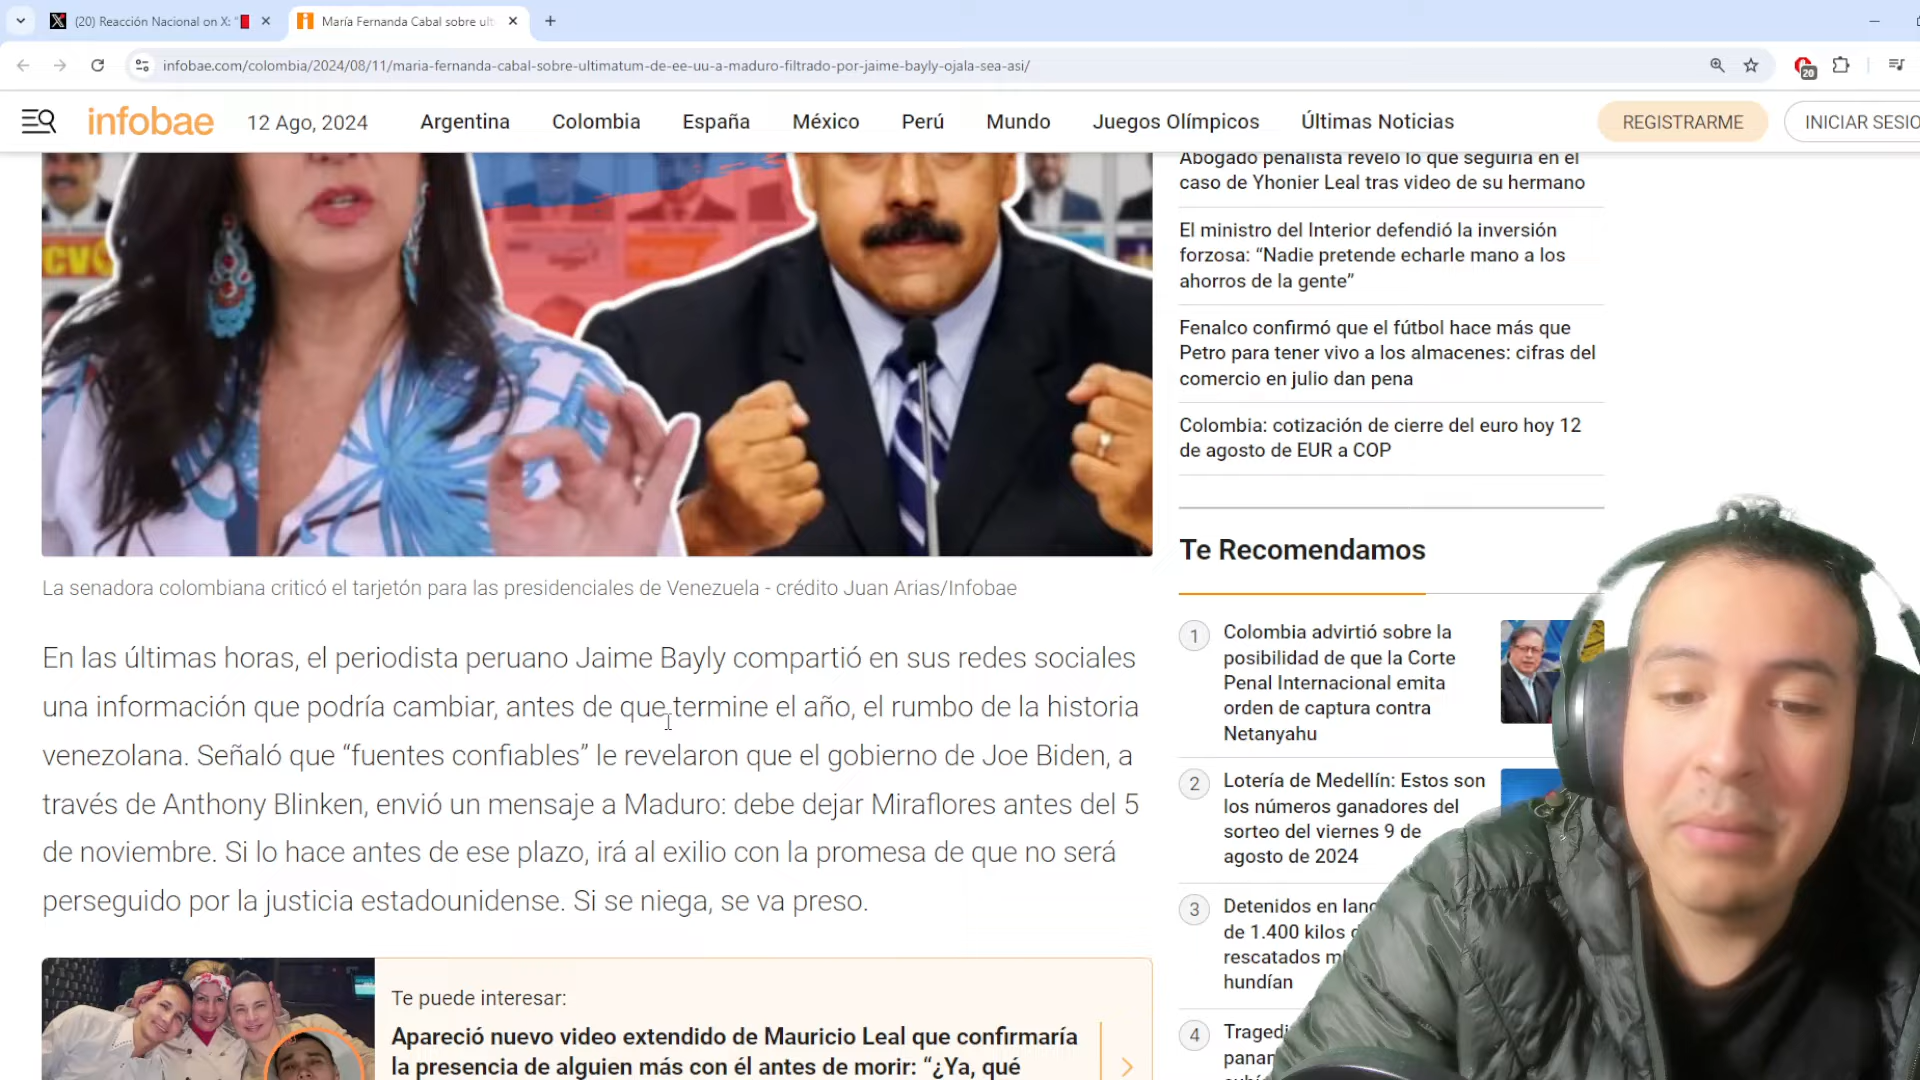 (20) Reacción Nacional on X: "
María Fernanda Cabal sobre ult
infobae.com/colombia/2024/08/11/maria-fernanda-cabal-sobre-ultimatum-de-ee-uu-a-maduro-filtrado-por-jaime-bayly-ojala-sea-asi/
20
infobae
12 Ago, 2024
Argentina
Colombia
España
México
Perú
Mundo
Juegos Olímpicos
Últimas Noticias
REGISTRARME
INICIAR SESIO
La senadora colombiana criticó el tarjetón para las presidenciales de Venezuela - crédito Juan Arias/Infobae
En las últimas horas, el periodista peruano Jaime Bayly compartió en sus redes sociales
una información que podría cambiar, antes de que termine el año, el rumbo de la historia
venezolana. Señaló que “fuentes confiables” le revelaron que el gobierno de Joe Biden, a
través de Anthony Blinken, envió un mensaje a Maduro: debe dejar Miraflores antes del 5
de noviembre. Si lo hace antes de ese plazo, irá al exilio con la promesa de que no será
perseguido por la justicia estadounidense. Si se niega, se va preso.
Te puede interesar:
Apareció nuevo video extendido de Mauricio Leal que confirmaría
la presencia de alguien más con él antes de morir: “¿Ya, qué
Abogado penalista reveló lo que seguiría en el
caso de Yhonier Leal tras video de su hermano
El ministro del Interior defendió la inversión
forzosa: “Nadie pretende echarle mano a los
ahorros de la gente”
Fenalco confirmó que el fútbol hace más que
Petro para tener vivo a los almacenes: cifras del
comercio en julio dan pena
Colombia: cotización de cierre del euro hoy 12
de agosto de EUR a COP
Te Recomendamos
1
Colombia advirtió sobre la
posibilidad de que la Corte
Penal Internacional emita
orden de captura contra
Netanyahu
2
Lotería de Medellín: Estos son
los números ganadores del
sorteo del viernes 9 de
agosto de 2024
3
Detenidos en lanc
de 1.400 kilos
rescatados m
hundían
4
Tragedi
panam